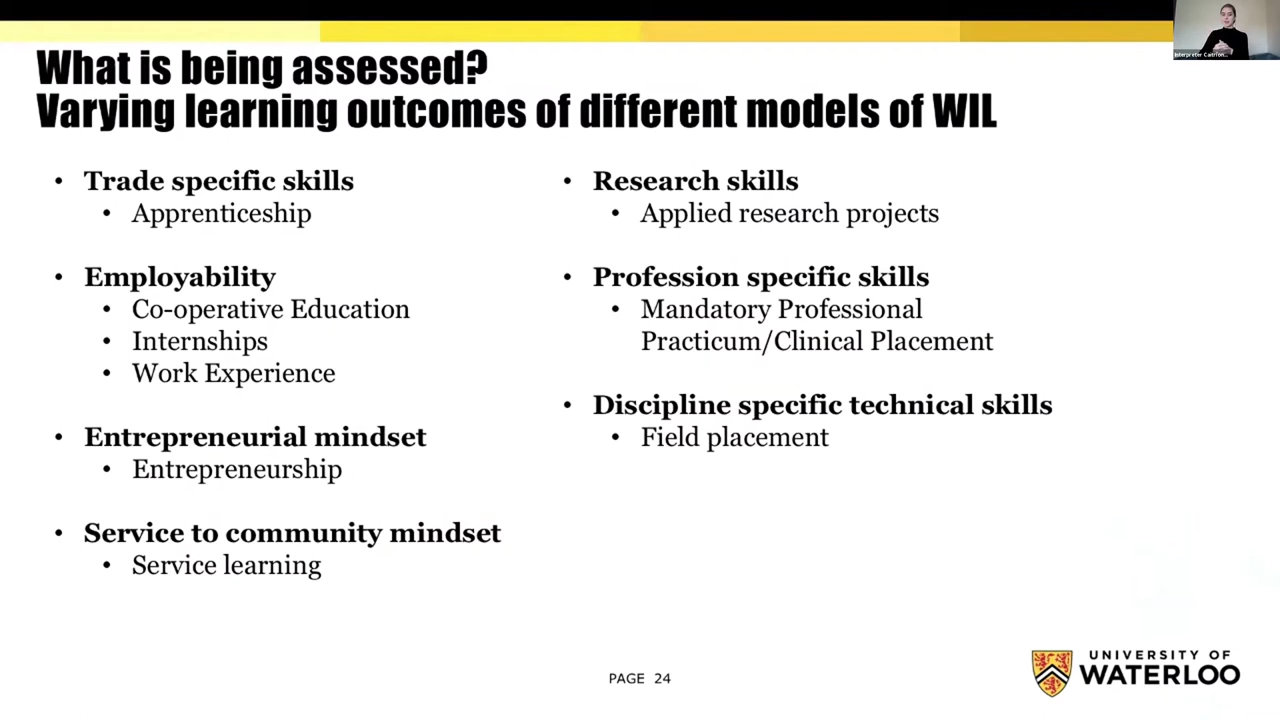 What is being assessed?
Varying learning outcomes of different models of WIL
• Trade specific skills
• Apprenticeship
• Employability
• Co-operative Education
• Internships
• Work Experience
• Entrepreneurial mindset
• Entrepreneurship
• Service to community mindset
• Service learning
• Research skills
• Applied research projects
• Profession specific skills
• Mandatory Professional
Practicum/Clinical Placement
• Discipline specific technical skills
• Field placement
PAGE 24
UNIVERSITY OF
WATERLOO
Interpreter